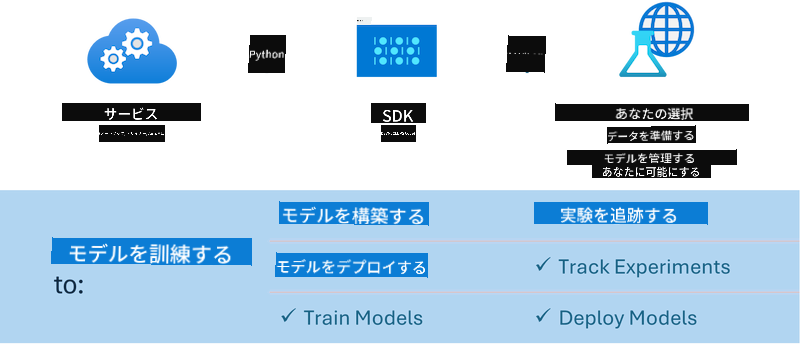 Python
サービス
SDK
あなたの選択
データを準備する
モデルを管理する
あなたに可能にする
モデルを構築する
実験を追跡する
モデルを訓練する
to:
モデルをデプロイする
✓ Track Experiments
✓ Train Models
✓ Deploy Models